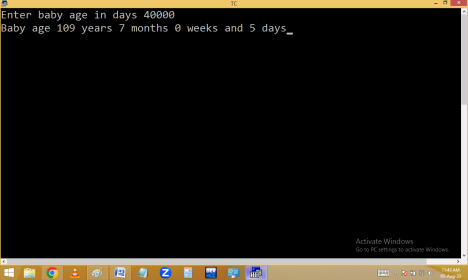 TC
Enter baby age in days 40000
Baby age 109 years 7 months 0 weeks and 5 days_
Activate Windows
Go to PC settings to activate Windows.